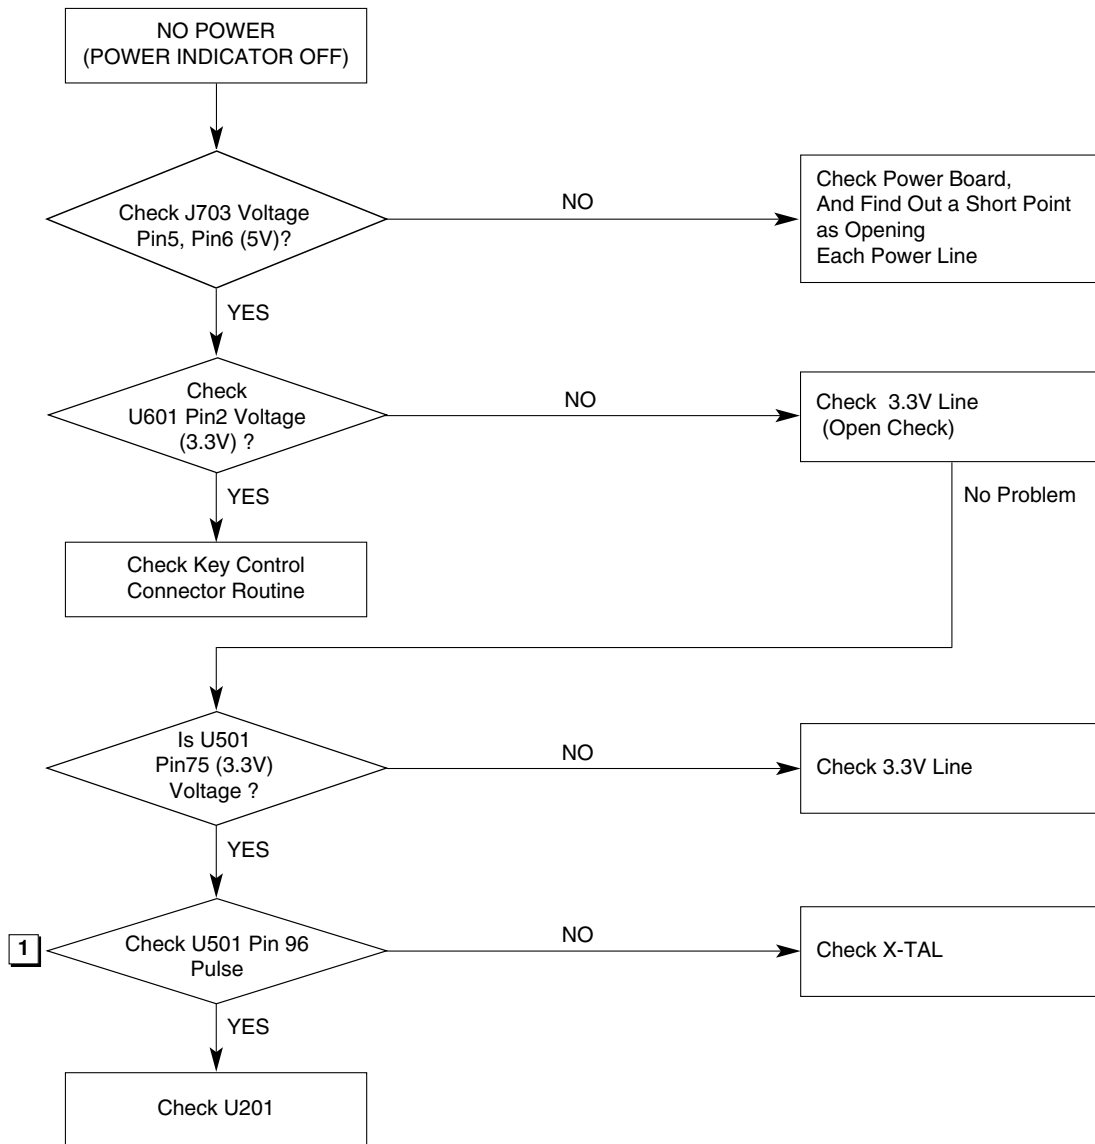 NO POWER
(POWER INDICATOR OFF)
Check J703 Voltage
Pin5, Pin6 (5V)?
NO
Check Power Board,
And Find Out a Short Point
as Opening
Each Power Line
YES
Check
U601 Pin2 Voltage
(3.3V) ?
NO
Check 3.3V Line
(Open Check)
YES
No Problem
Check Key Control
Connector Routine
Is U501
Pin75 (3.3V)
Voltage ?
NO
Check 3.3V Line
YES
1
Check U501 Pin 96
Pulse
NO
Check X-TAL
YES
Check U201